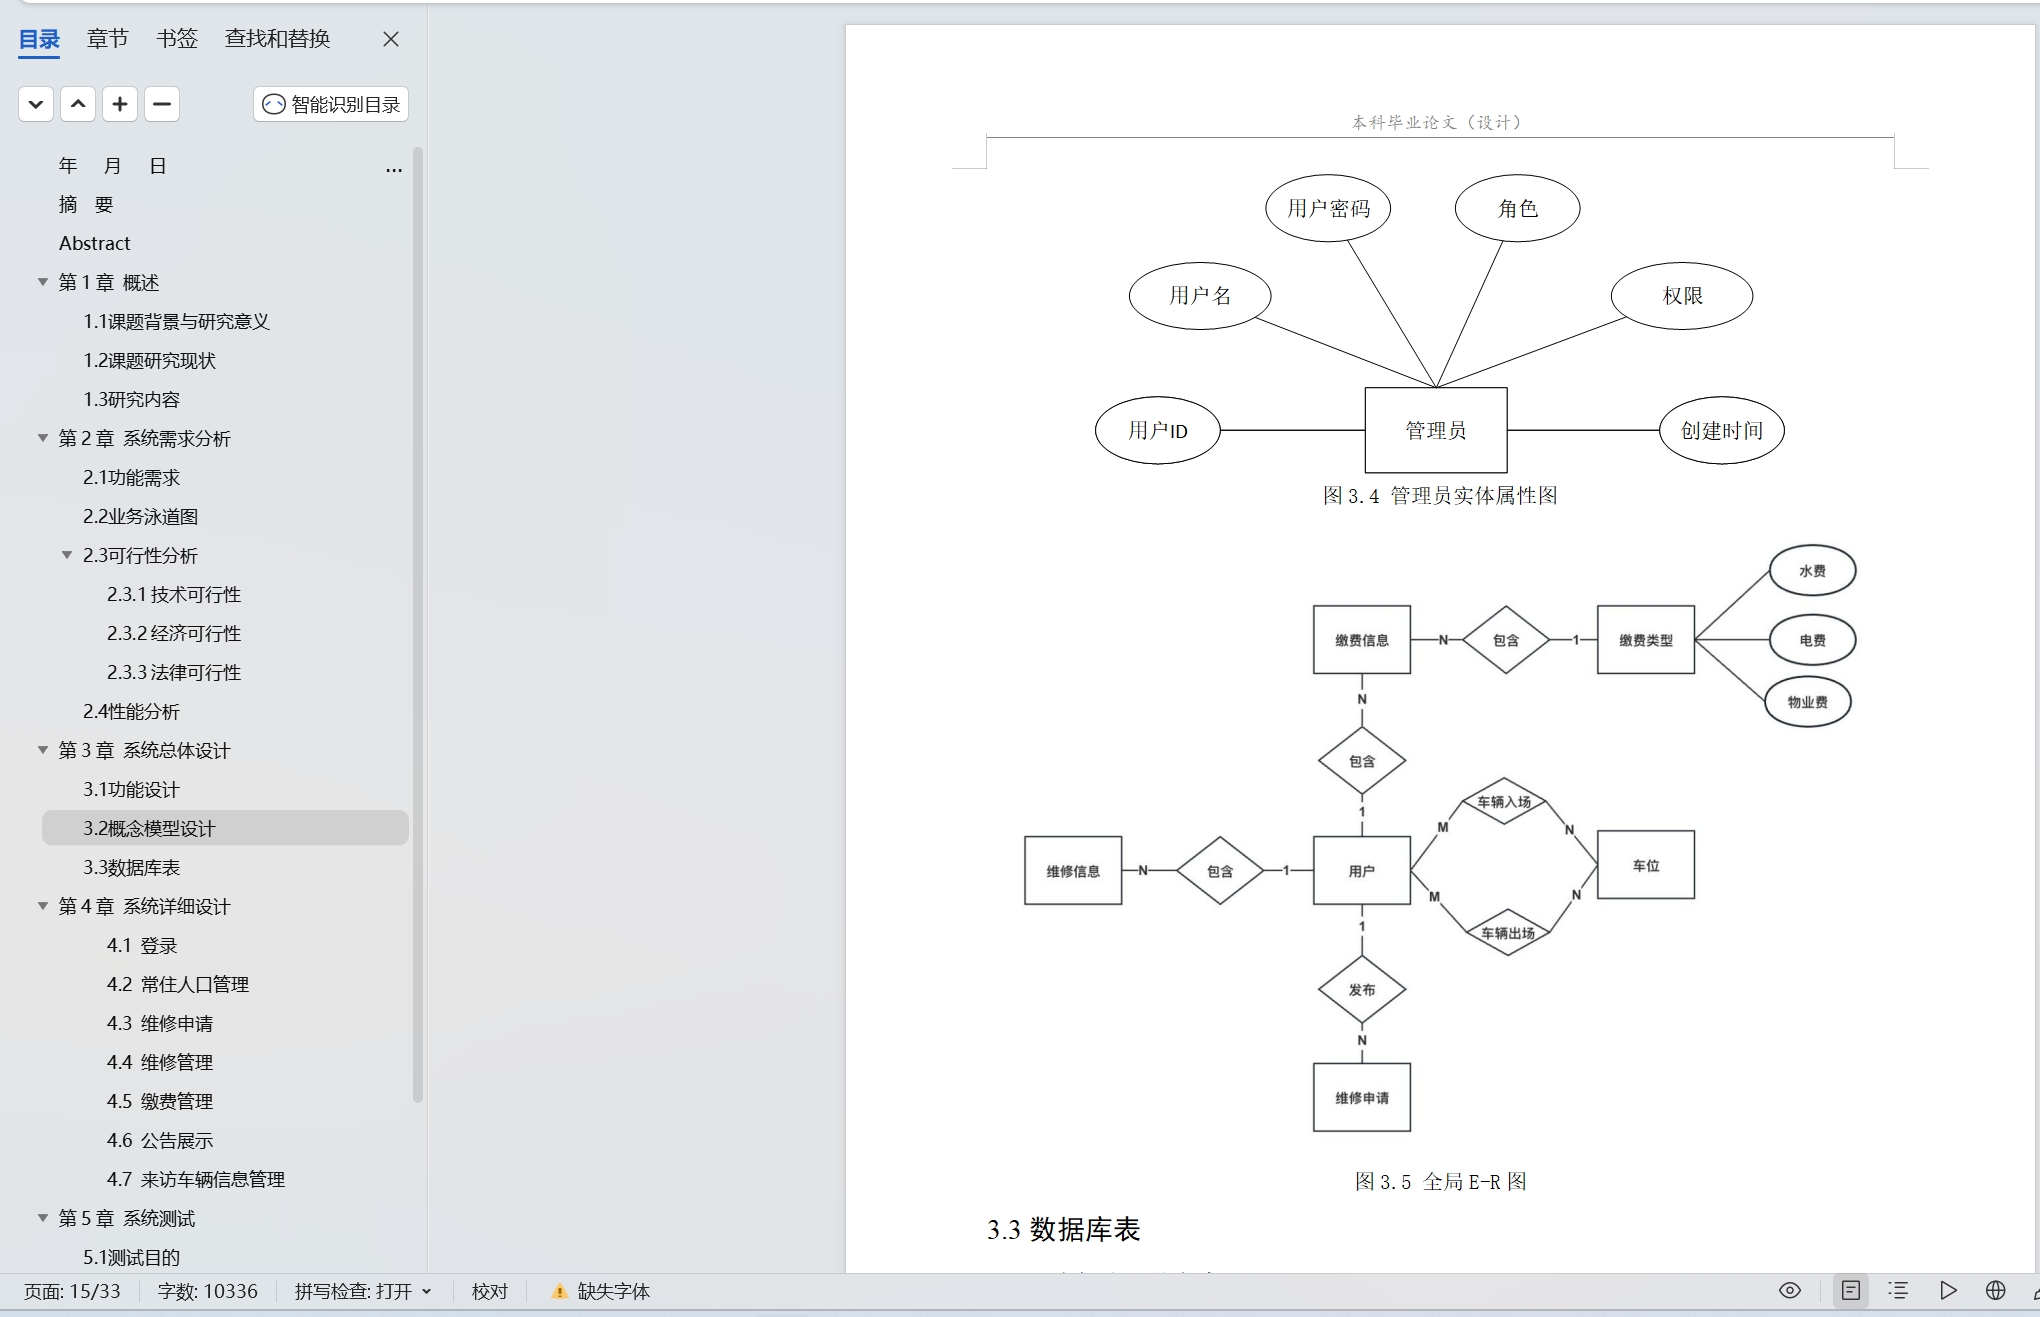 目录 章节 书签 查找和替换
智能识别目录
年 月 日 ...
摘 要
Abstract
第 1 章 概述
1.1课题背景与研究意义
1.2课题研究现状
1.3研究内容
第 2 章 系统需求分析
2.1功能需求
2.2业务泳道图
2.3可行性分析
2.3.1 技术可行性
2.3.2 经济可行性
2.3.3 法律可行性
2.4性能分析
第 3 章 系统总体设计
3.1功能设计
3.2概念模型设计
3.3数据库表
第 4 章 系统详细设计
4.1 登录
4.2 常住人口管理
4.3 维修申请
4.4 维修管理
4.5 缴费管理
4.6 公告展示
4.7 来访车辆信息管理
第 5 章 系统测试
5.1测试目的
本科毕业论文（设计）
用户密码 角色
用户名 权限
用户ID 管理员 创建时间
图 3.4 管理员实体属性图
水费
缴费信息 N 包含 1 缴费类型 电费
物业费
N
包含
1
车辆入场
M N
维修信息 N 包含 1 用户 车位
M N
车辆出场
1
发布
N
维修申请
图 3.5 全局 E-R 图
3.3 数据库表
页面: 15/33 字数: 10336 拼写检查: 打开 校对 缺失字体